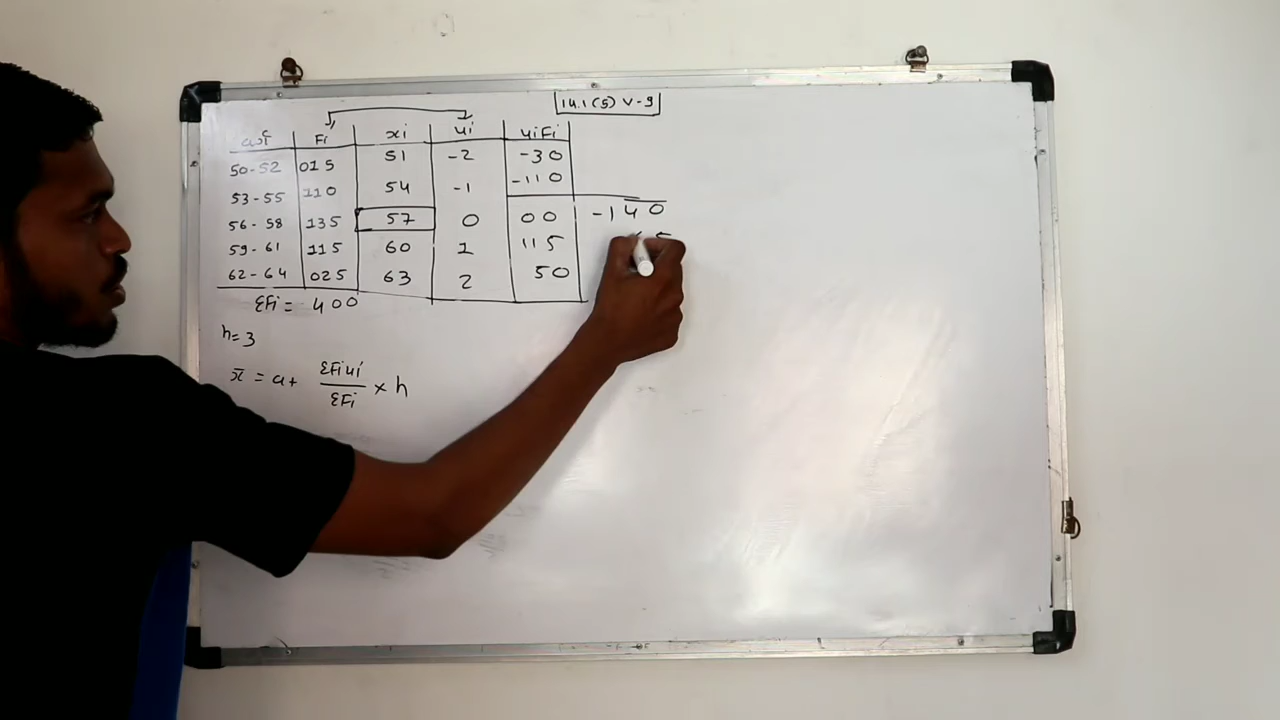 14.1(5) V-9
Fi xi ui uiFi
50-52 015 51 -2 -30
53-55 110 54 -1 -110
56-58 135 57 0 00 -140
59-61 115 60 1 115
62-64 025 63 2 50
ΣFi = 400
h=3
x̄ = a+ ΣFiui/ΣFi × h